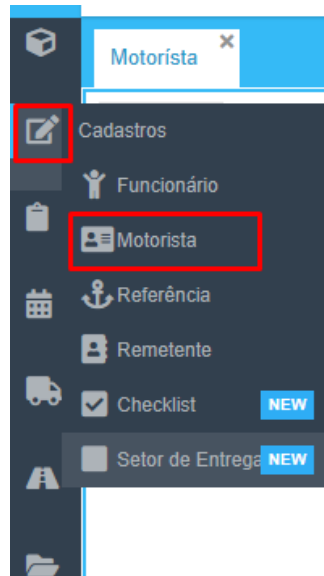 Motorísta
Cadastros
Funcionário
Motorista
Referência
Remetente
Checklist NEW
Setor de Entrega NEW